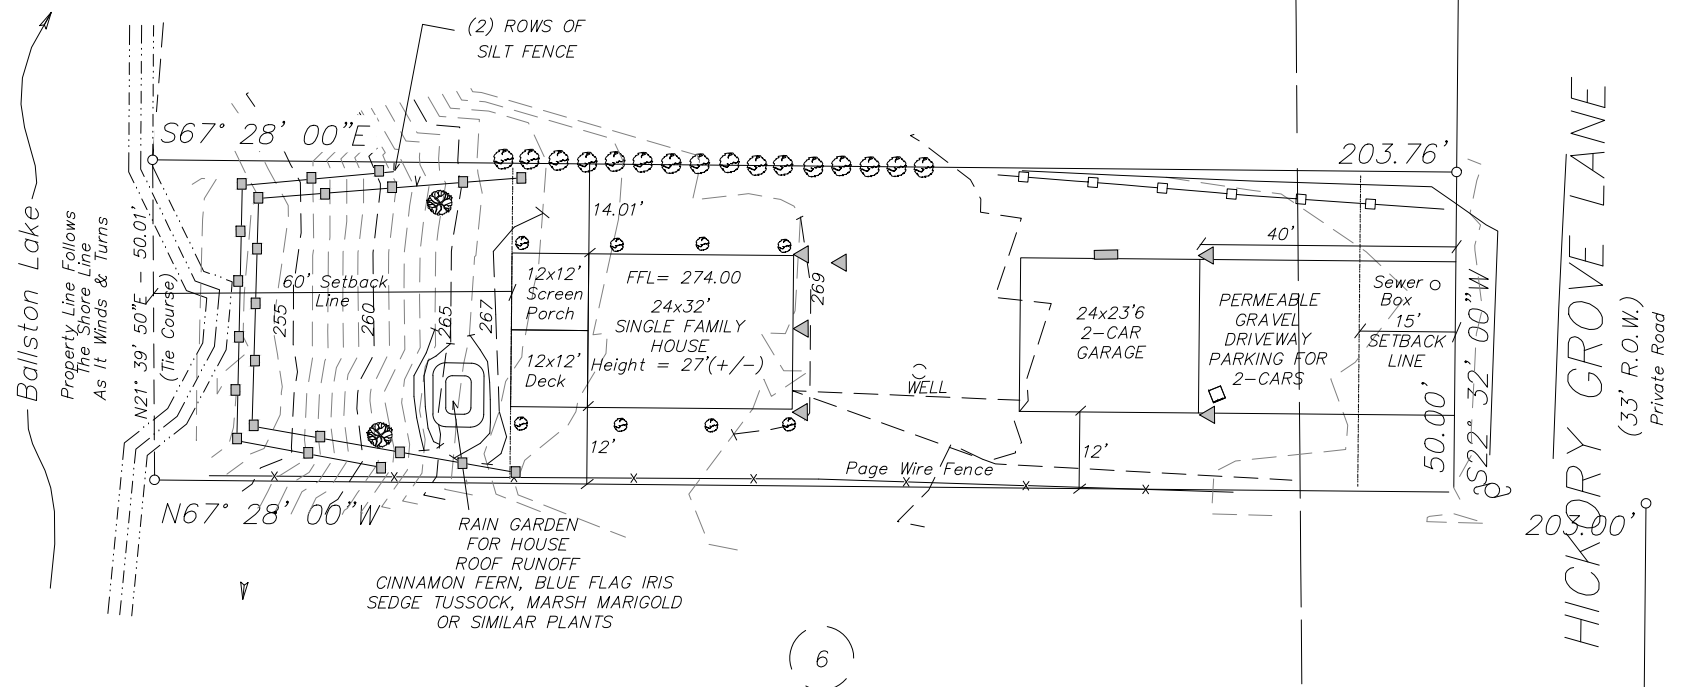 (2) ROWS OF
SILT FENCE
S67° 28' 00"E
203.76'
Ballston Lake
Property Line Follows
The Shore Line
As It Winds & Turns
N21° 39' 50"E 50.01'
(Tie Course)
60' Setback
Line
255
260
265
267
14.01'
12x12'
Screen
Porch
12x12'
Deck
FFL= 274.00
24x32'
SINGLE FAMILY
HOUSE
Height = 27'(+/-)
269
12'
WELL
24x23'6
2-CAR
GARAGE
40'
PERMEABLE
GRAVEL
DRIVEWAY
PARKING FOR
2-CARS
Sewer
Box
15'
SETBACK
LINE
12'
Page Wire Fence
50.00'
S22° 32' 00"W
HICKORY GROVE LANE
(33' R.O.W.)
Private Road
N67° 28' 00"W
203.00'
RAIN GARDEN
FOR HOUSE
ROOF RUNOFF
CINNAMON FERN, BLUE FLAG IRIS
SEDGE TUSSOCK, MARSH MARIGOLD
OR SIMILAR PLANTS
6